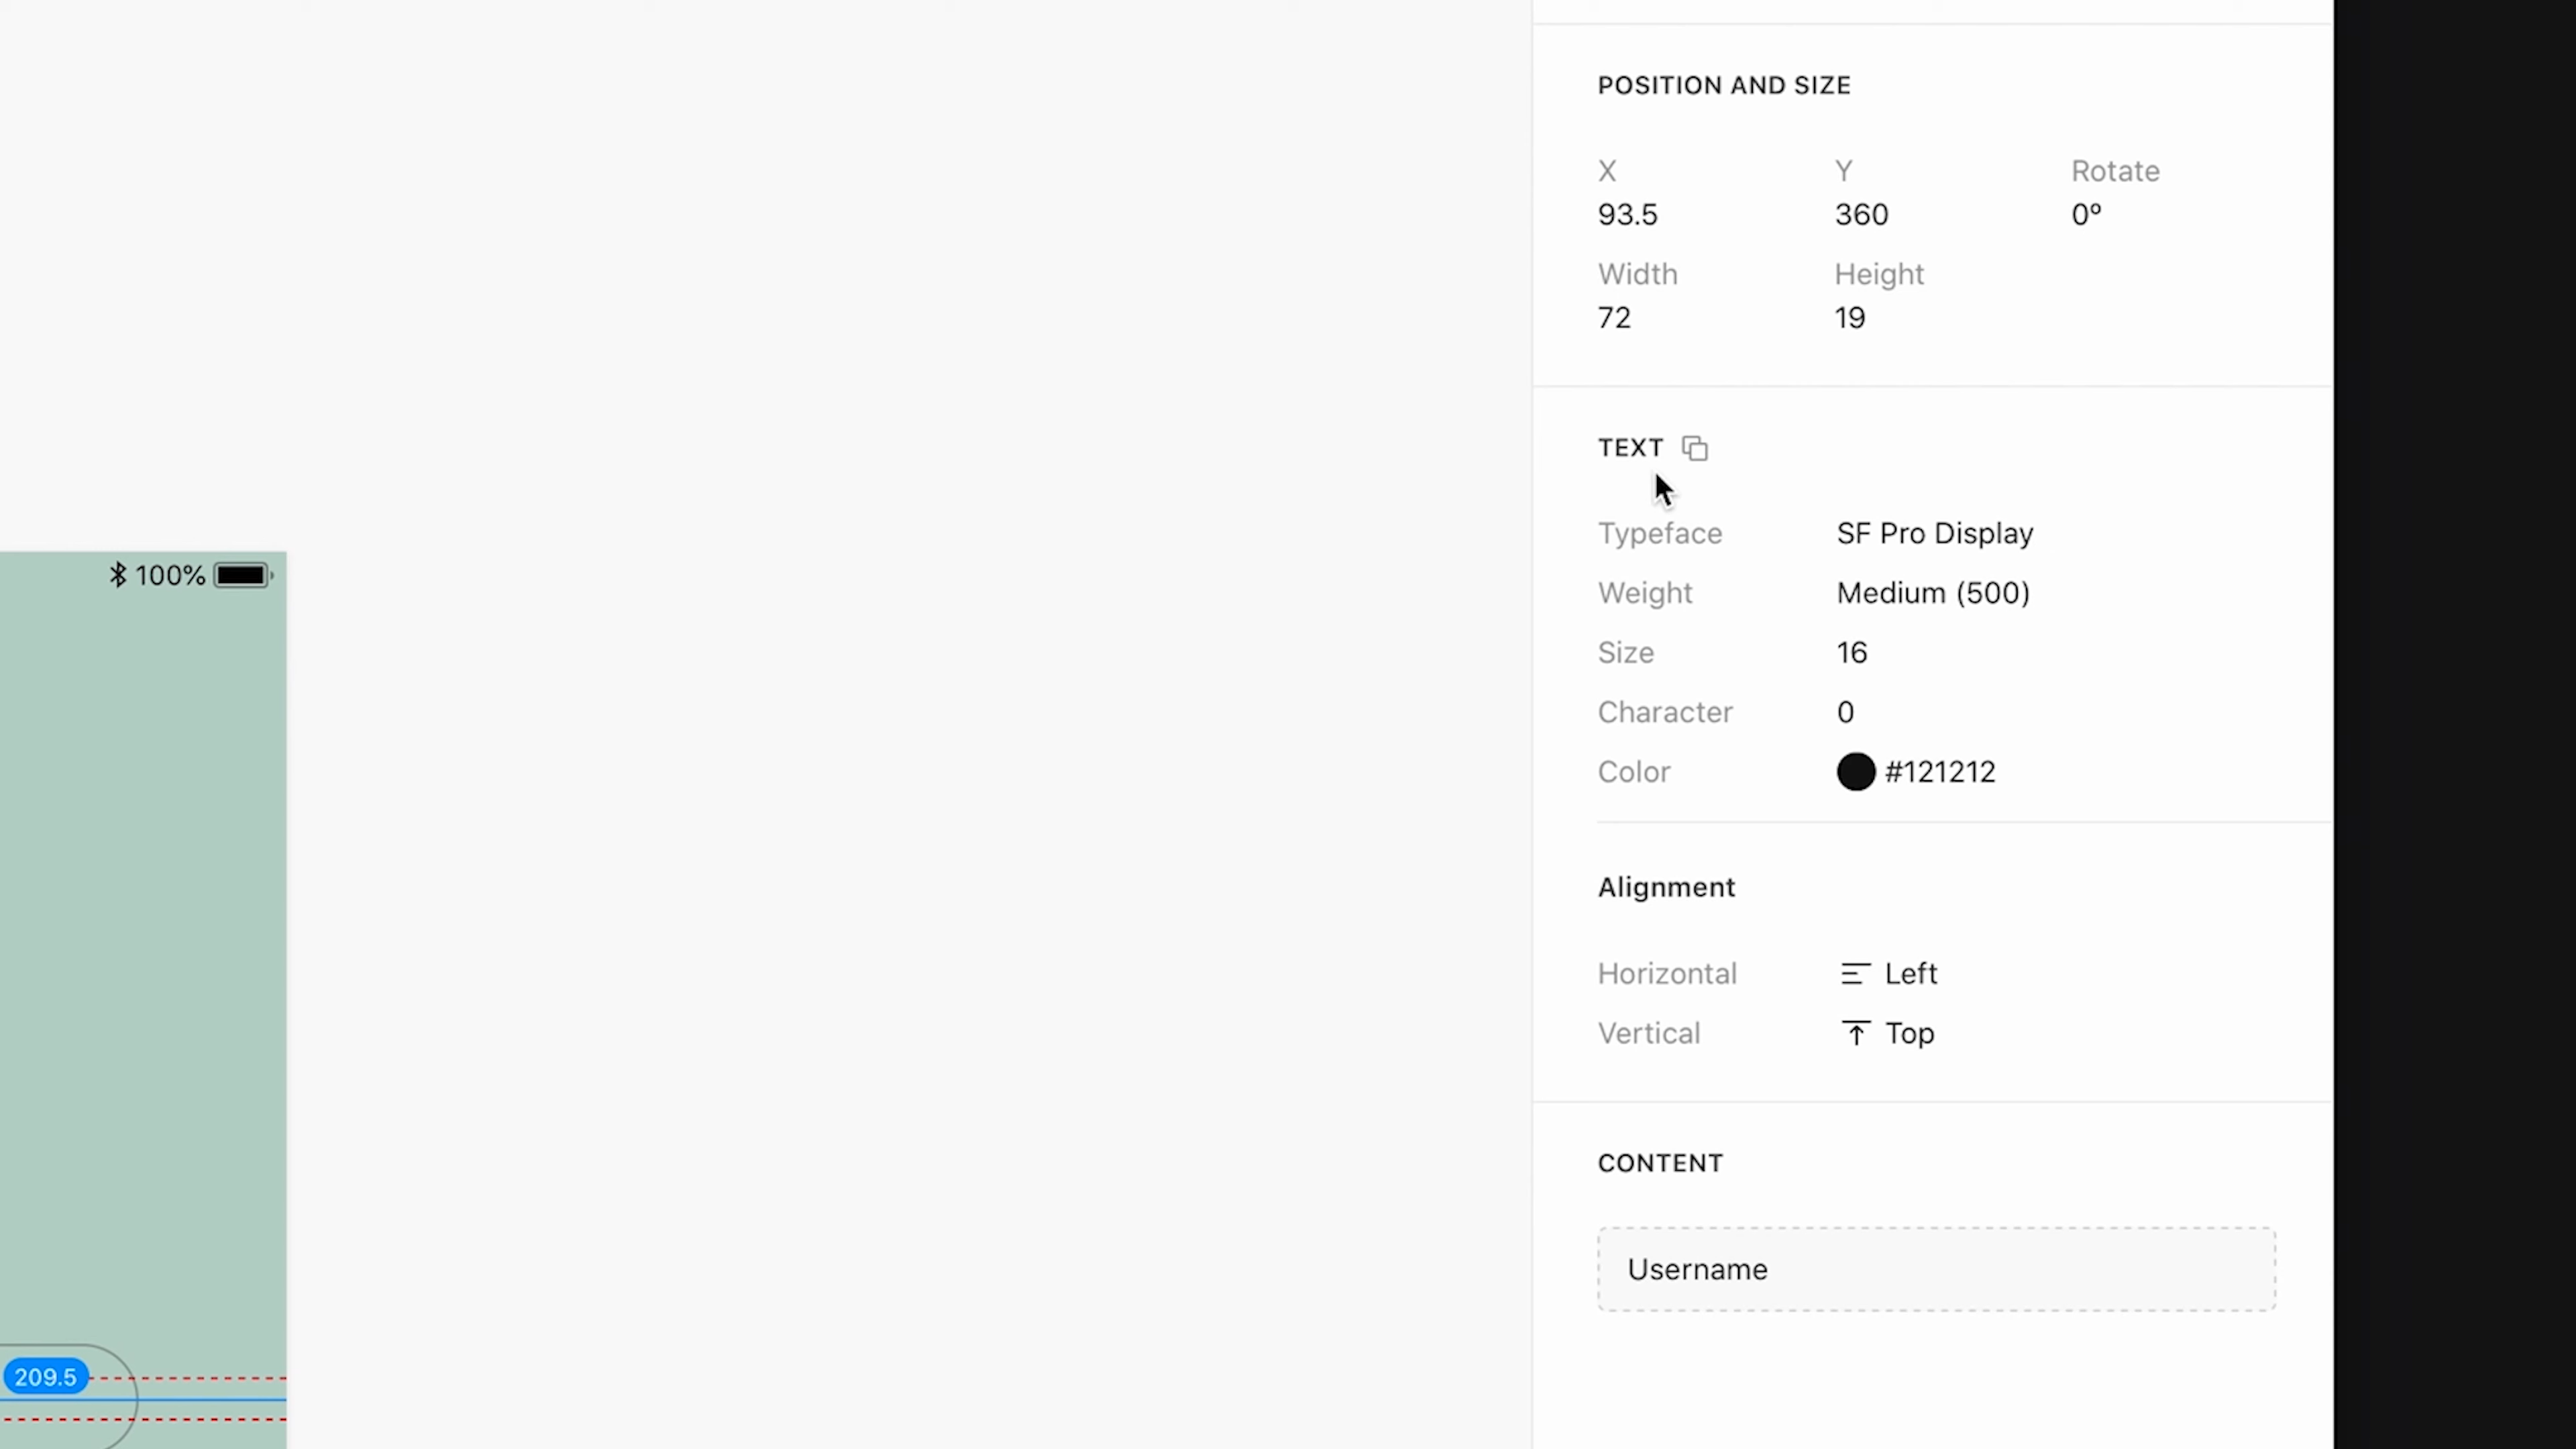 POSITION AND SIZE
X Y Rotate
93.5 360 0º
Width Height
72 19
TEXT
Typeface SF Pro Display
Weight Medium (500)
Size 16
Character 0
Color #121212
Alignment
Horizontal Left
Vertical Top
CONTENT
Username
100%
209.5